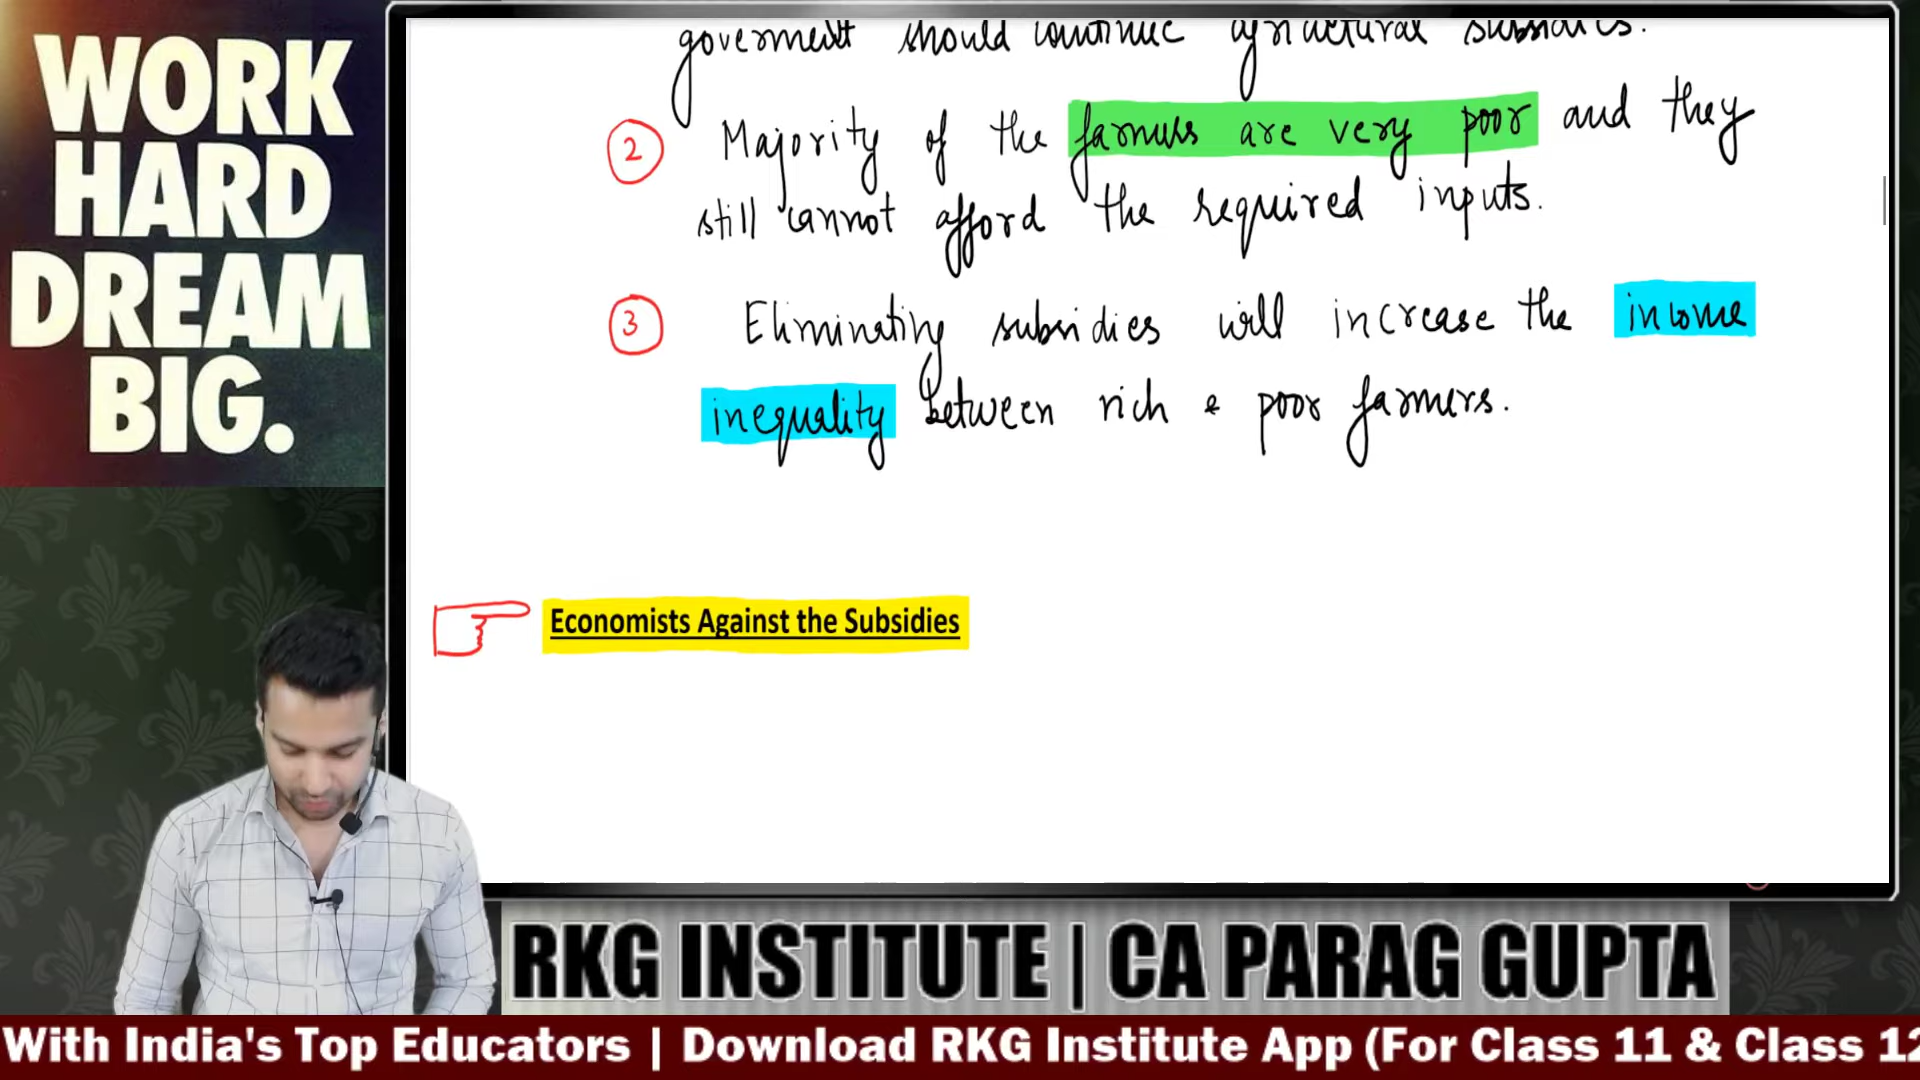 WORK
HARD
DREAM
BIG.
government should continue agricultural subsidies.
2 Majority of the farmers are very poor and they
still cannot afford the required inputs.
3 Eliminating subsidies will increase the income
inequality between rich & poor farmers.
Economists Against the Subsidies
RKG INSTITUTE | CA PARAG GUPTA
With India's Top Educators | Download RKG Institute App (For Class 11 & Class 12